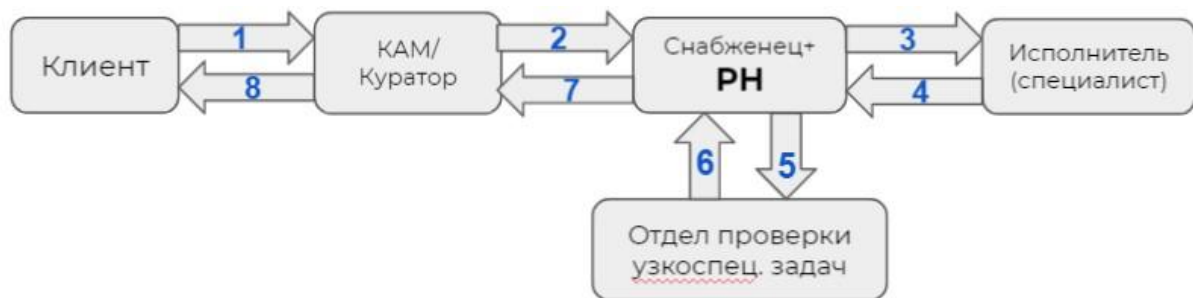 1
2
3
Клиент
КАМ/
Куратор
Снабженец+
РН
Исполнитель
(специалист)
8
7
4
6
5
Отдел проверки
узкоспец. задач